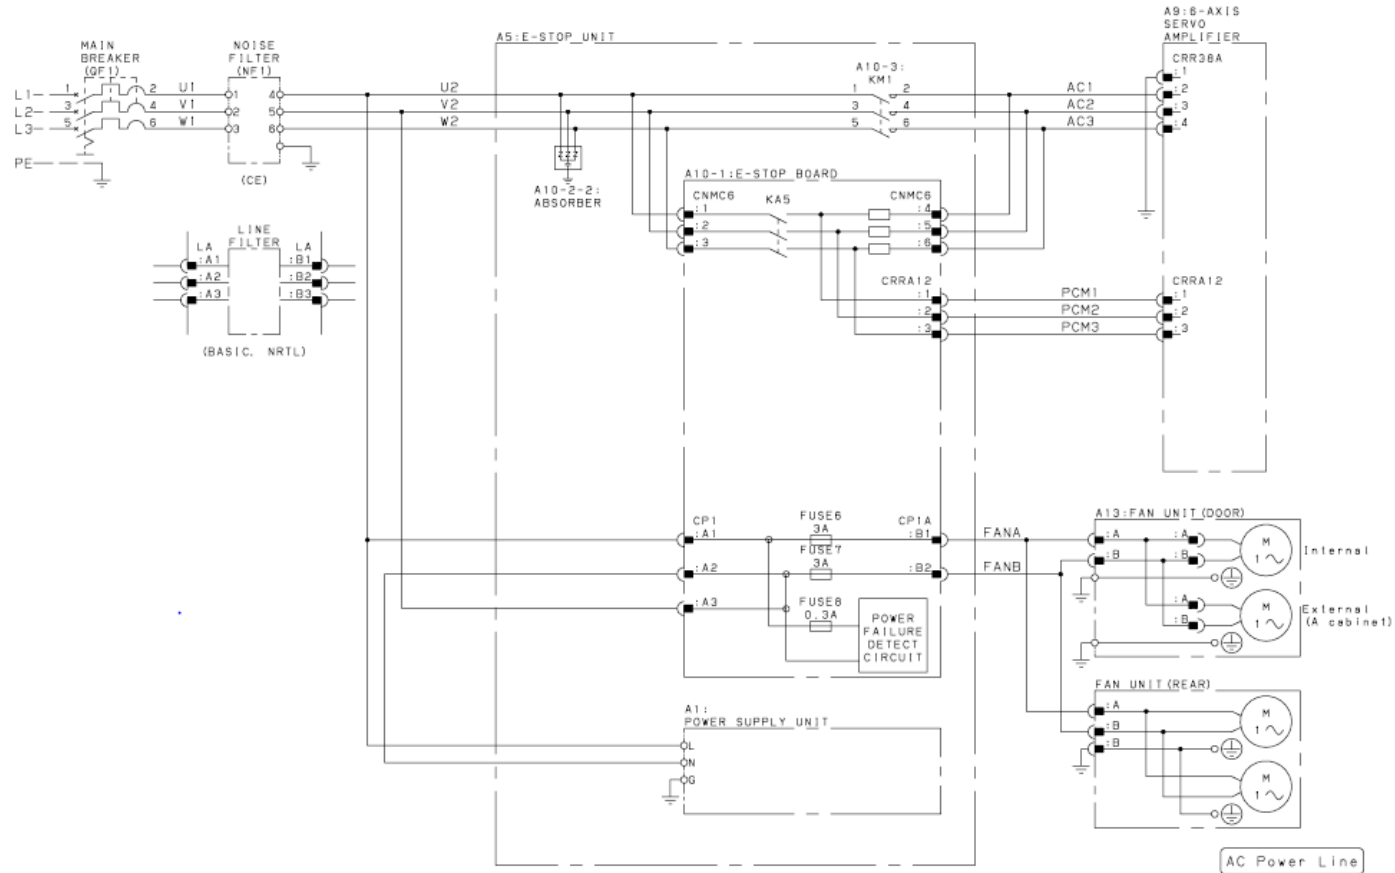 A9:6-AXIS
SERVO
AMPLIFIER
A5:E-STOP UNIT
MAIN
BREAKER
(QF1)
NOISE
FILTER
(NF1)
A10-3:
KM1
CRR38A
:1
L1 1 2 U1 1 4 U2 1 2 AC1 :2
L2 3 4 V1 2 5 V2 3 4 AC2 :3
L3 5 6 W1 3 6 W2 5 6 AC3 :4
PE
(CE)
A10-2-2:
ABSORBER
A10-1:E-STOP BOARD
CNMC6 KA5 CNMC6
:1 :4
:2 :5
:3 :6
LINE
FILTER
LA LA
:A1 :B1
:A2 :B2
:A3 :B3
(BASIC, NRTL)
CRRA12 CRRA12
:1 PCM1 :1
:2 PCM2 :2
:3 PCM3 :3
CP1 FUSE6 CP1A
:A1 3A :B1 FANA
FUSE7
:A2 3A :B2 FANB
:A3 FUSE8
0.3A
POWER
FAILURE
DETECT
CIRCUIT
A13:FAN UNIT(DOOR)
:A :A M
1
Internal
:B :B
:A M
1
External
(A cabinet)
:B
FAN UNIT(REAR)
:A M
1
:B
:B
M
1
A1:
POWER SUPPLY UNIT
L
N
G
AC Power Line